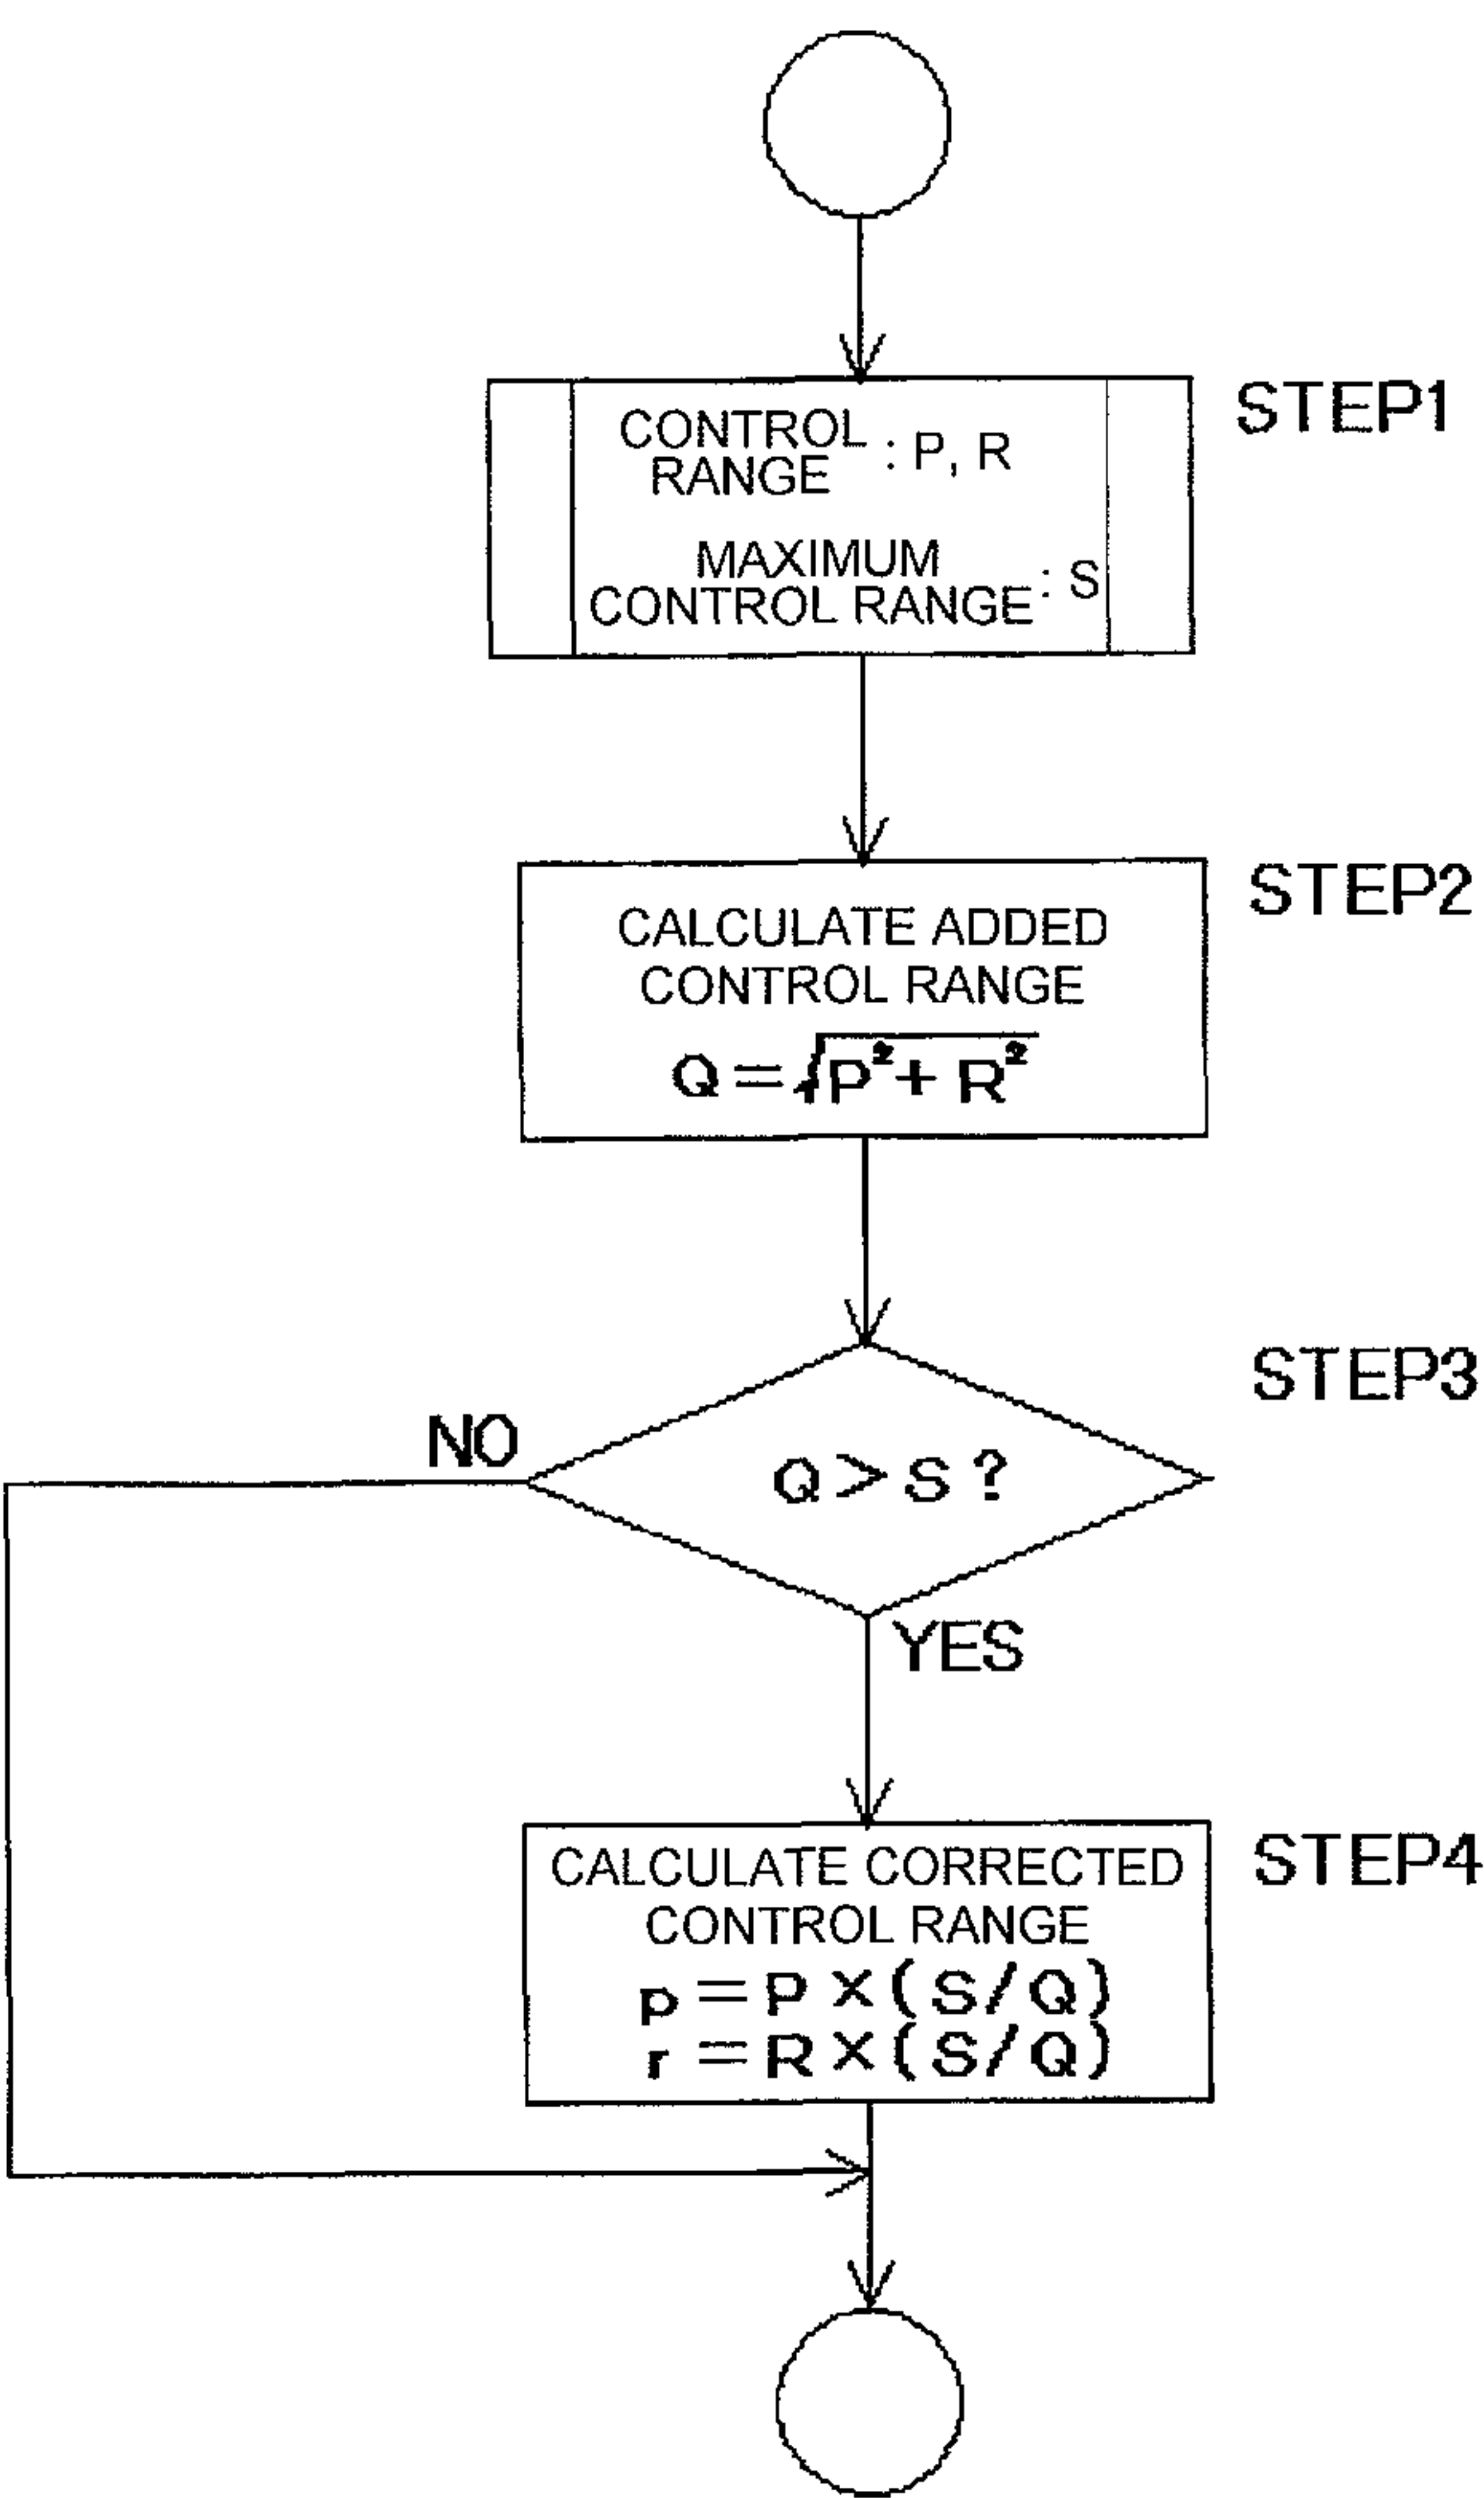 STEP1
CONTROL
RANGE : P, R
MAXIMUM
CONTROL RANGE : S
STEP2
CALCULATE ADDED
CONTROL RANGE
Q=√P²+R²
STEP3
NO
Q>S?
YES
STEP4
CALCULATE CORRECTED
CONTROL RANGE
p=P×(S/Q)
r=R×(S/Q)